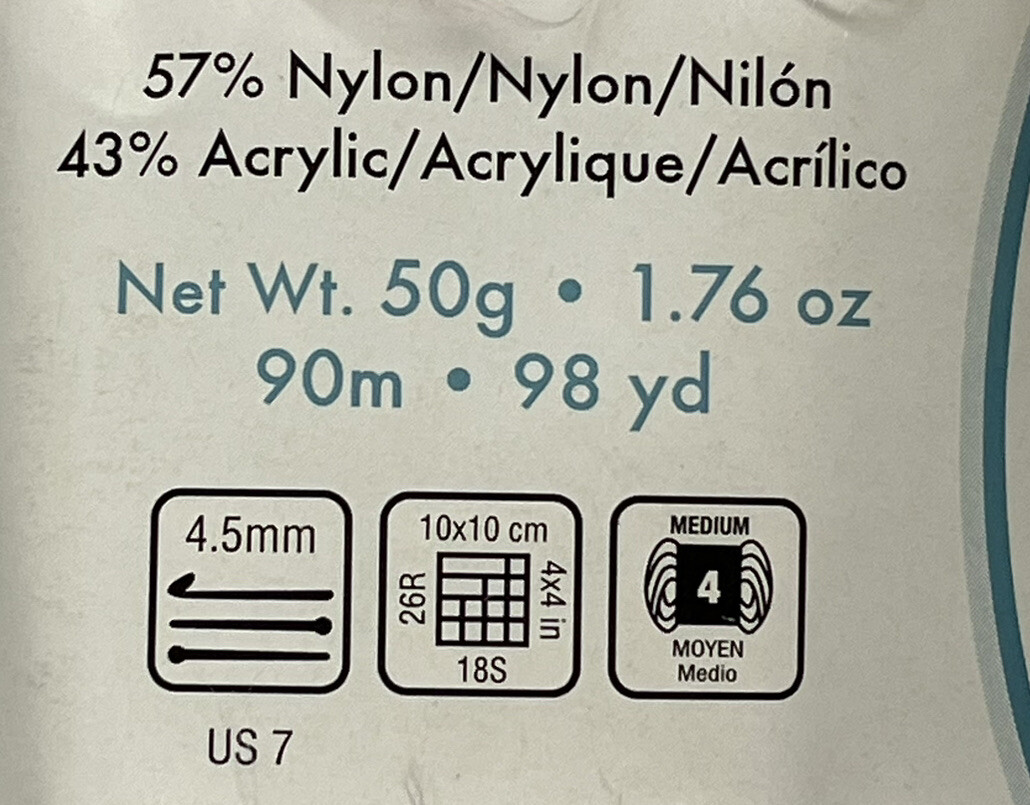 57% Nylon/Nylon/Nilón
43% Acrylic/Acrylique/Acrílico
Net Wt. 50g • 1.76 oz
90m • 98 yd
4.5mm
US 7
10x10 cm
26R
4x4 in
18S
MEDIUM
4
MOYEN
Medio